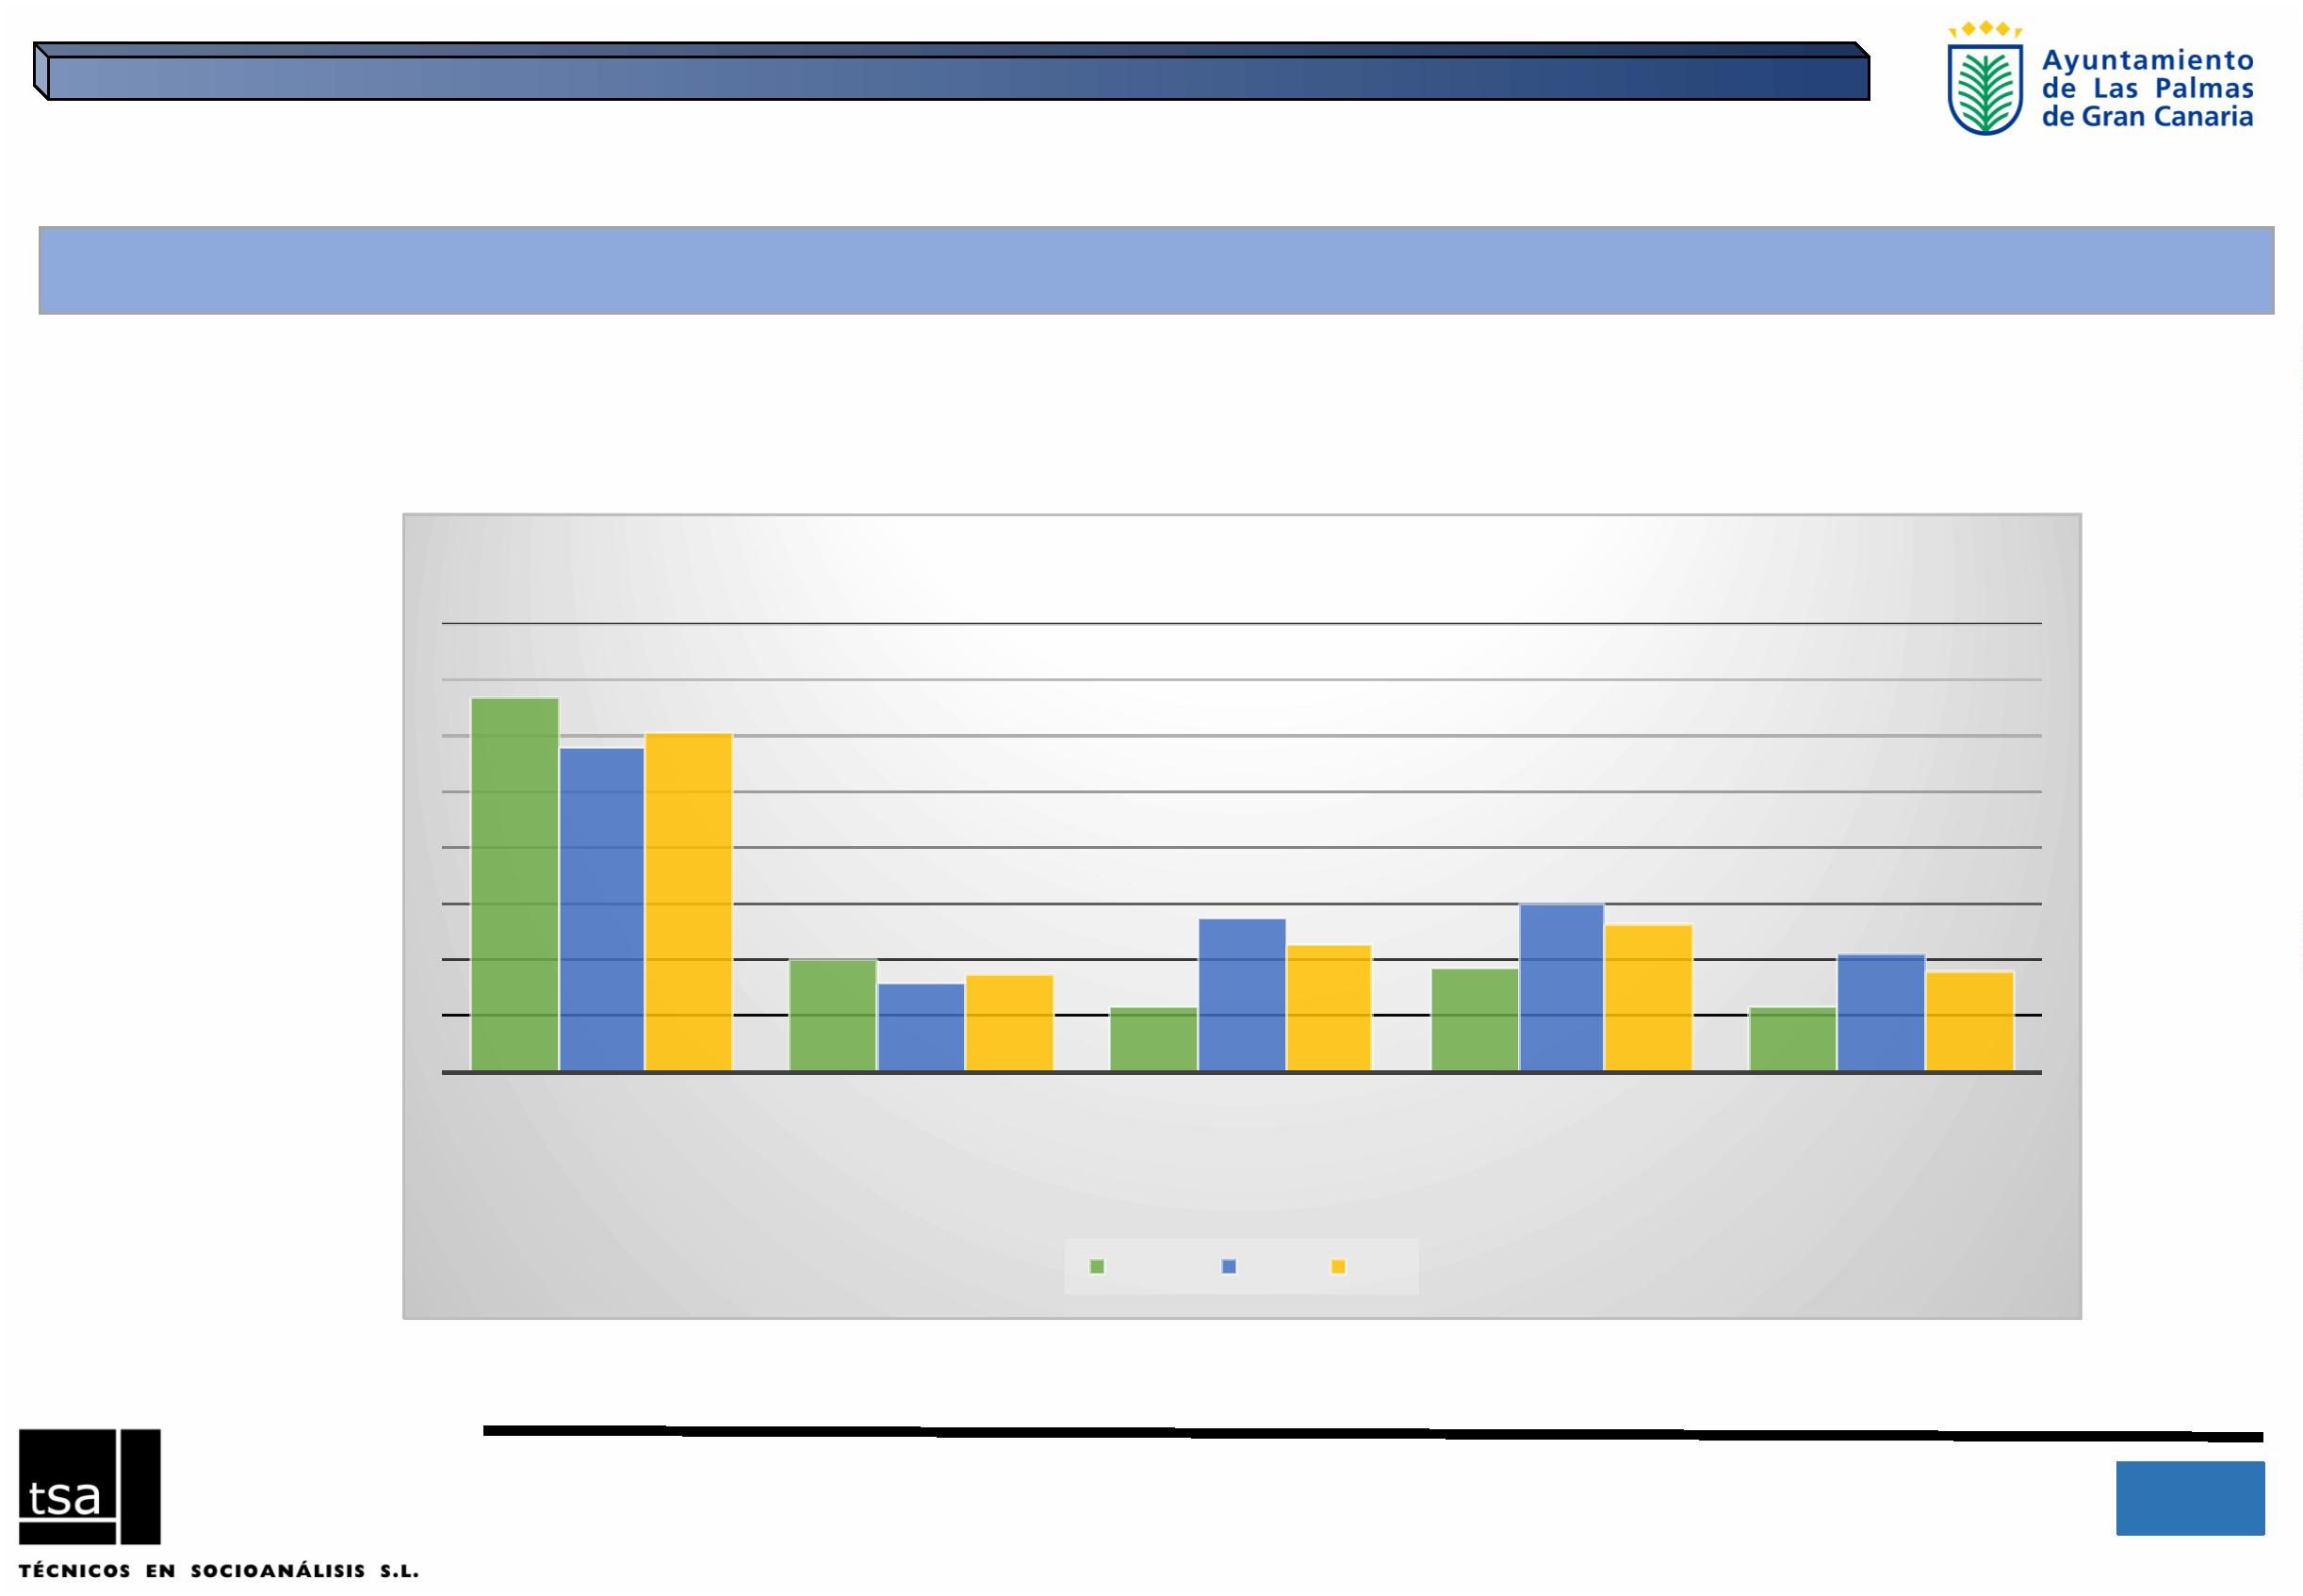 Ayuntamiento
de Las Palmas
de Gran Canaria
tsa
TÉCNICOS EN SOCIOANÁLISIS S.L.